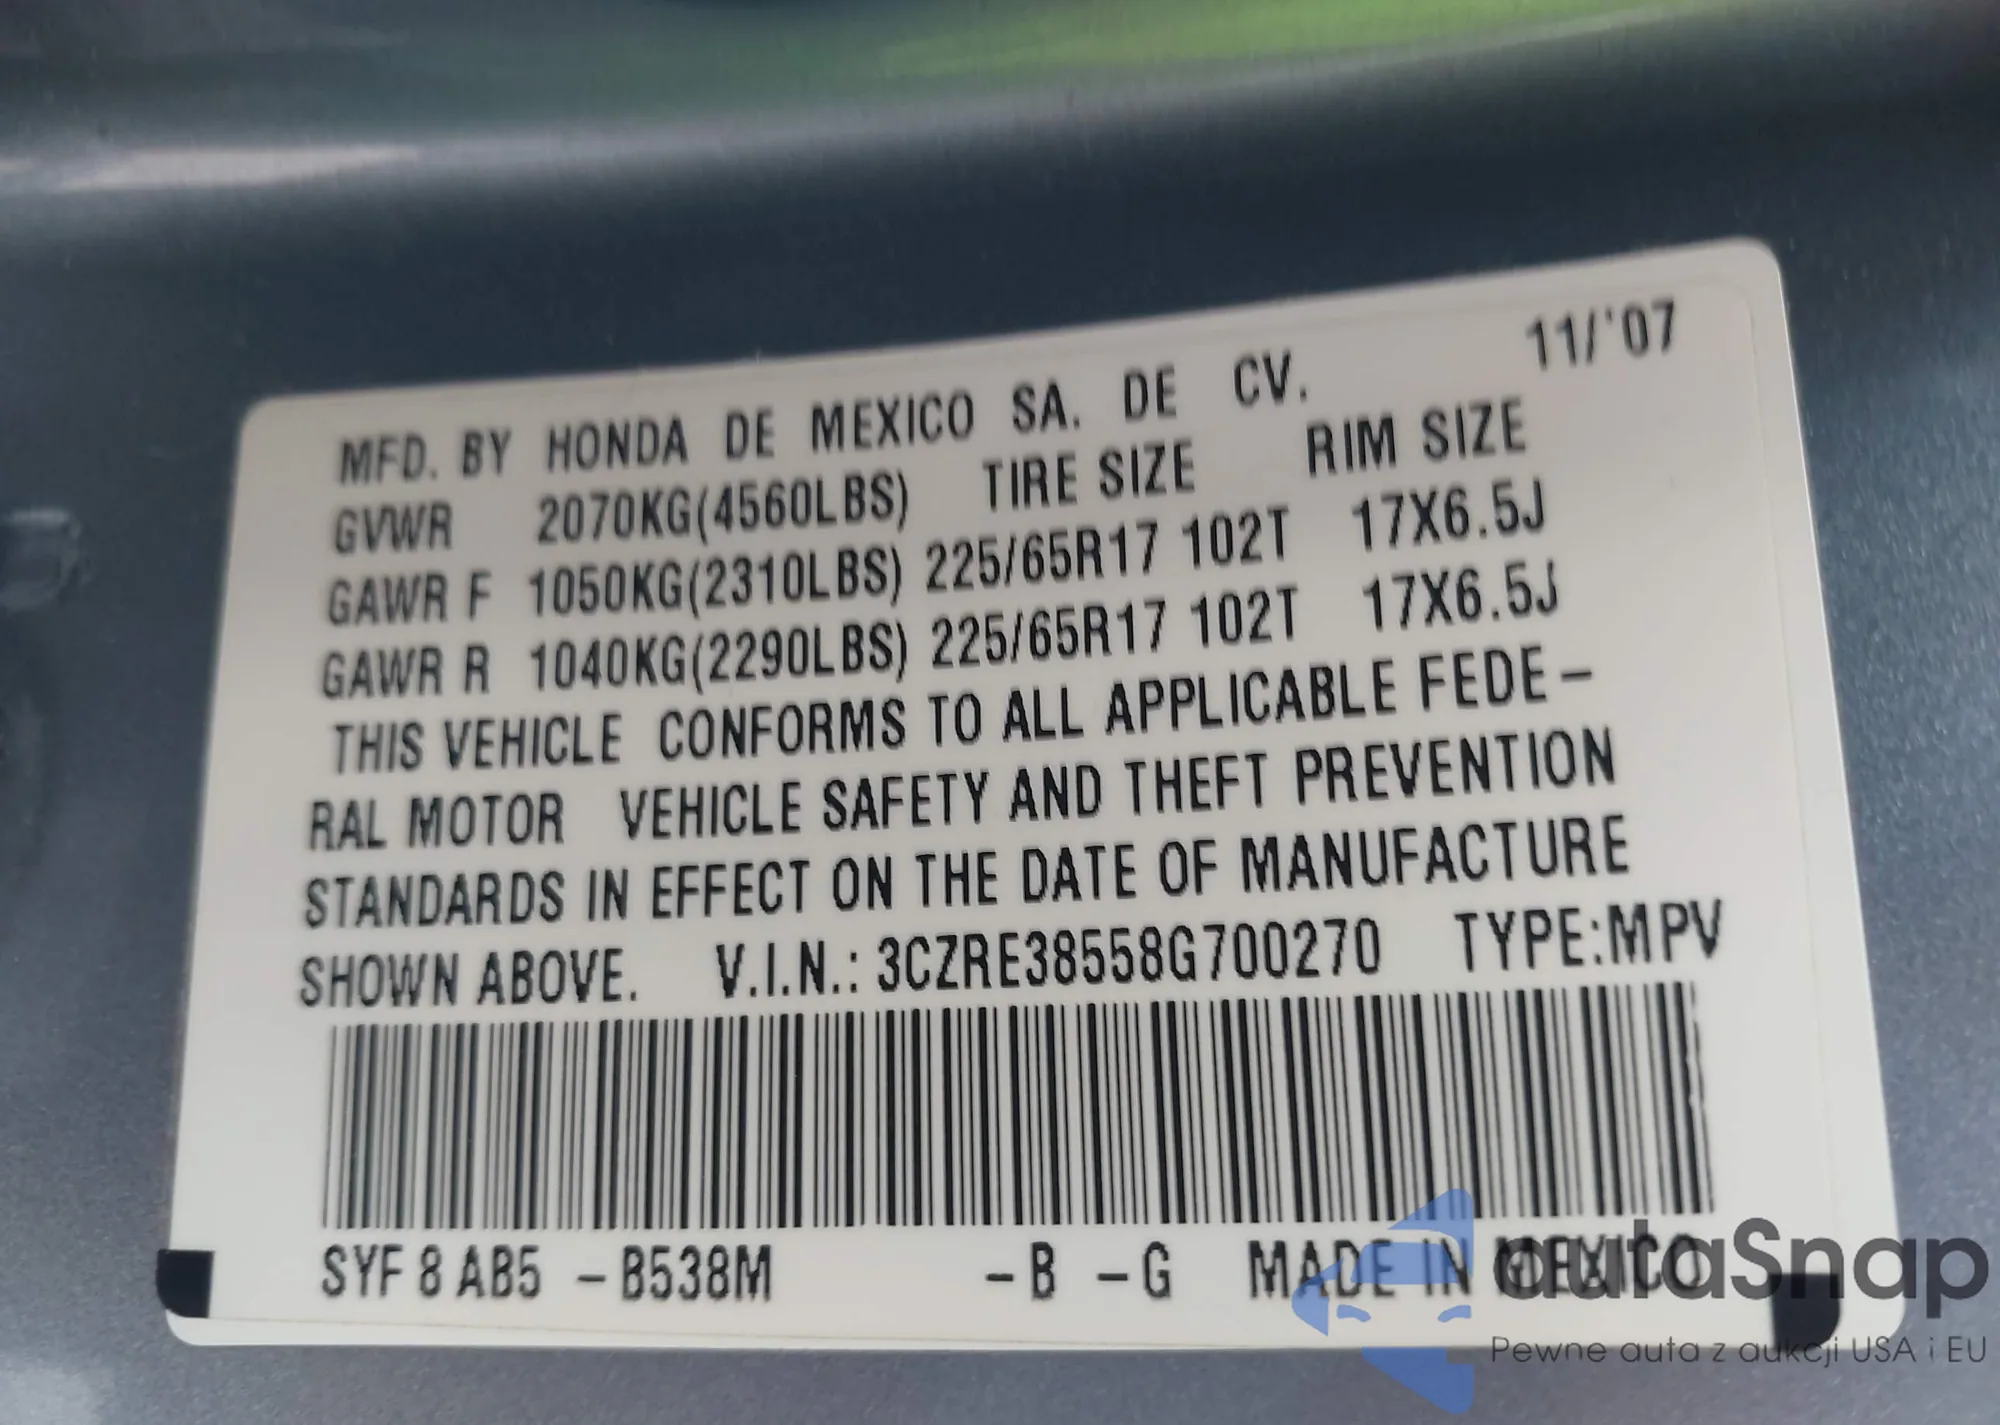 11/'07
MFD. BY HONDA DE MEXICO SA. DE CV.
GVWR 2070KG(4560LBS) TIRE SIZE RIM SIZE
GAWR F 1050KG(2310LBS) 225/65R17 102T 17X6.5J
GAWR R 1040KG(2290LBS) 225/65R17 102T 17X6.5J
THIS VEHICLE CONFORMS TO ALL APPLICABLE FEDE-
RAL MOTOR VEHICLE SAFETY AND THEFT PREVENTION
STANDARDS IN EFFECT ON THE DATE OF MANUFACTURE
SHOWN ABOVE. V.I.N.: 3CZRE38558G700270 TYPE:MPV
SYF 8 AB5 -B538M -B -G MADE IN MEXICO
autaSnap
Pewne auta z aukcji USA i EU